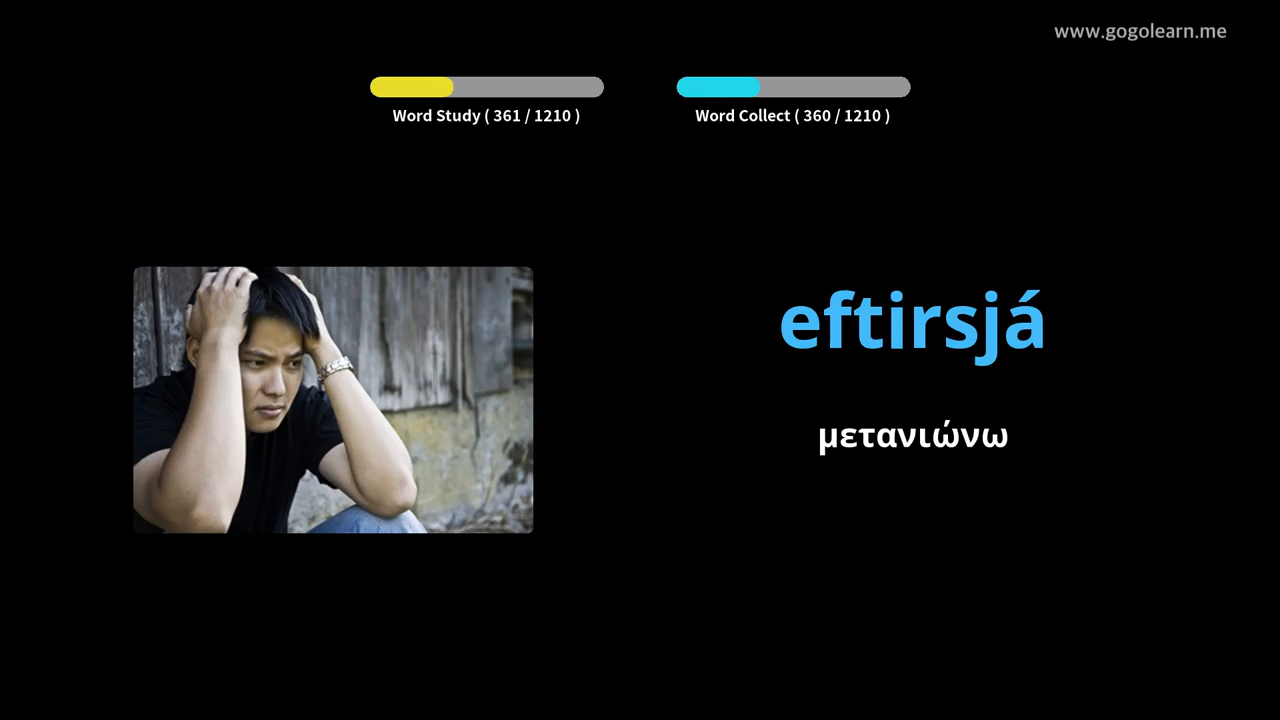 www.gogolearn.me
Word Study ( 361 / 1210 )
Word Collect ( 360 / 1210 )
eftirsjá
μετανιώνω